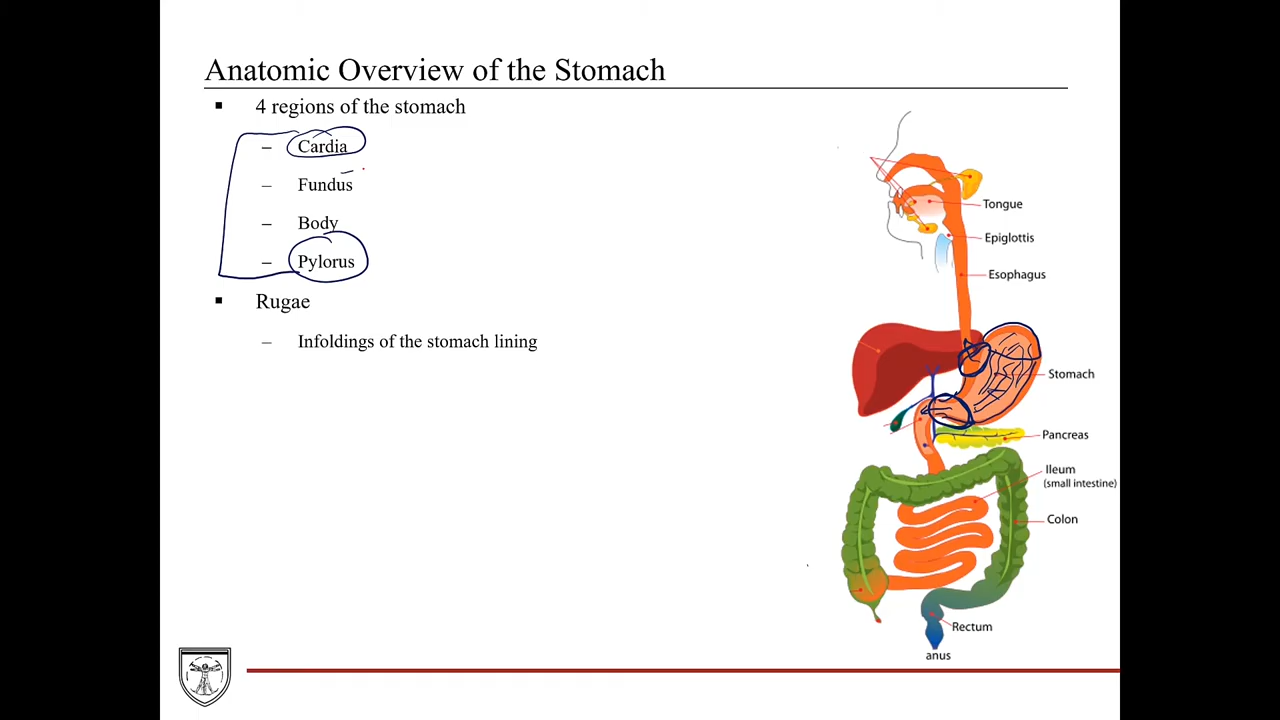 Anatomic Overview of the Stomach
▪ 4 regions of the stomach
– Cardia
– Fundus
– Body
– Pylorus
▪ Rugae
– Infoldings of the stomach lining
Tongue
Epiglottis
Esophagus
Stomach
Pancreas
Ileum
(small intestine)
Colon
Rectum
anus